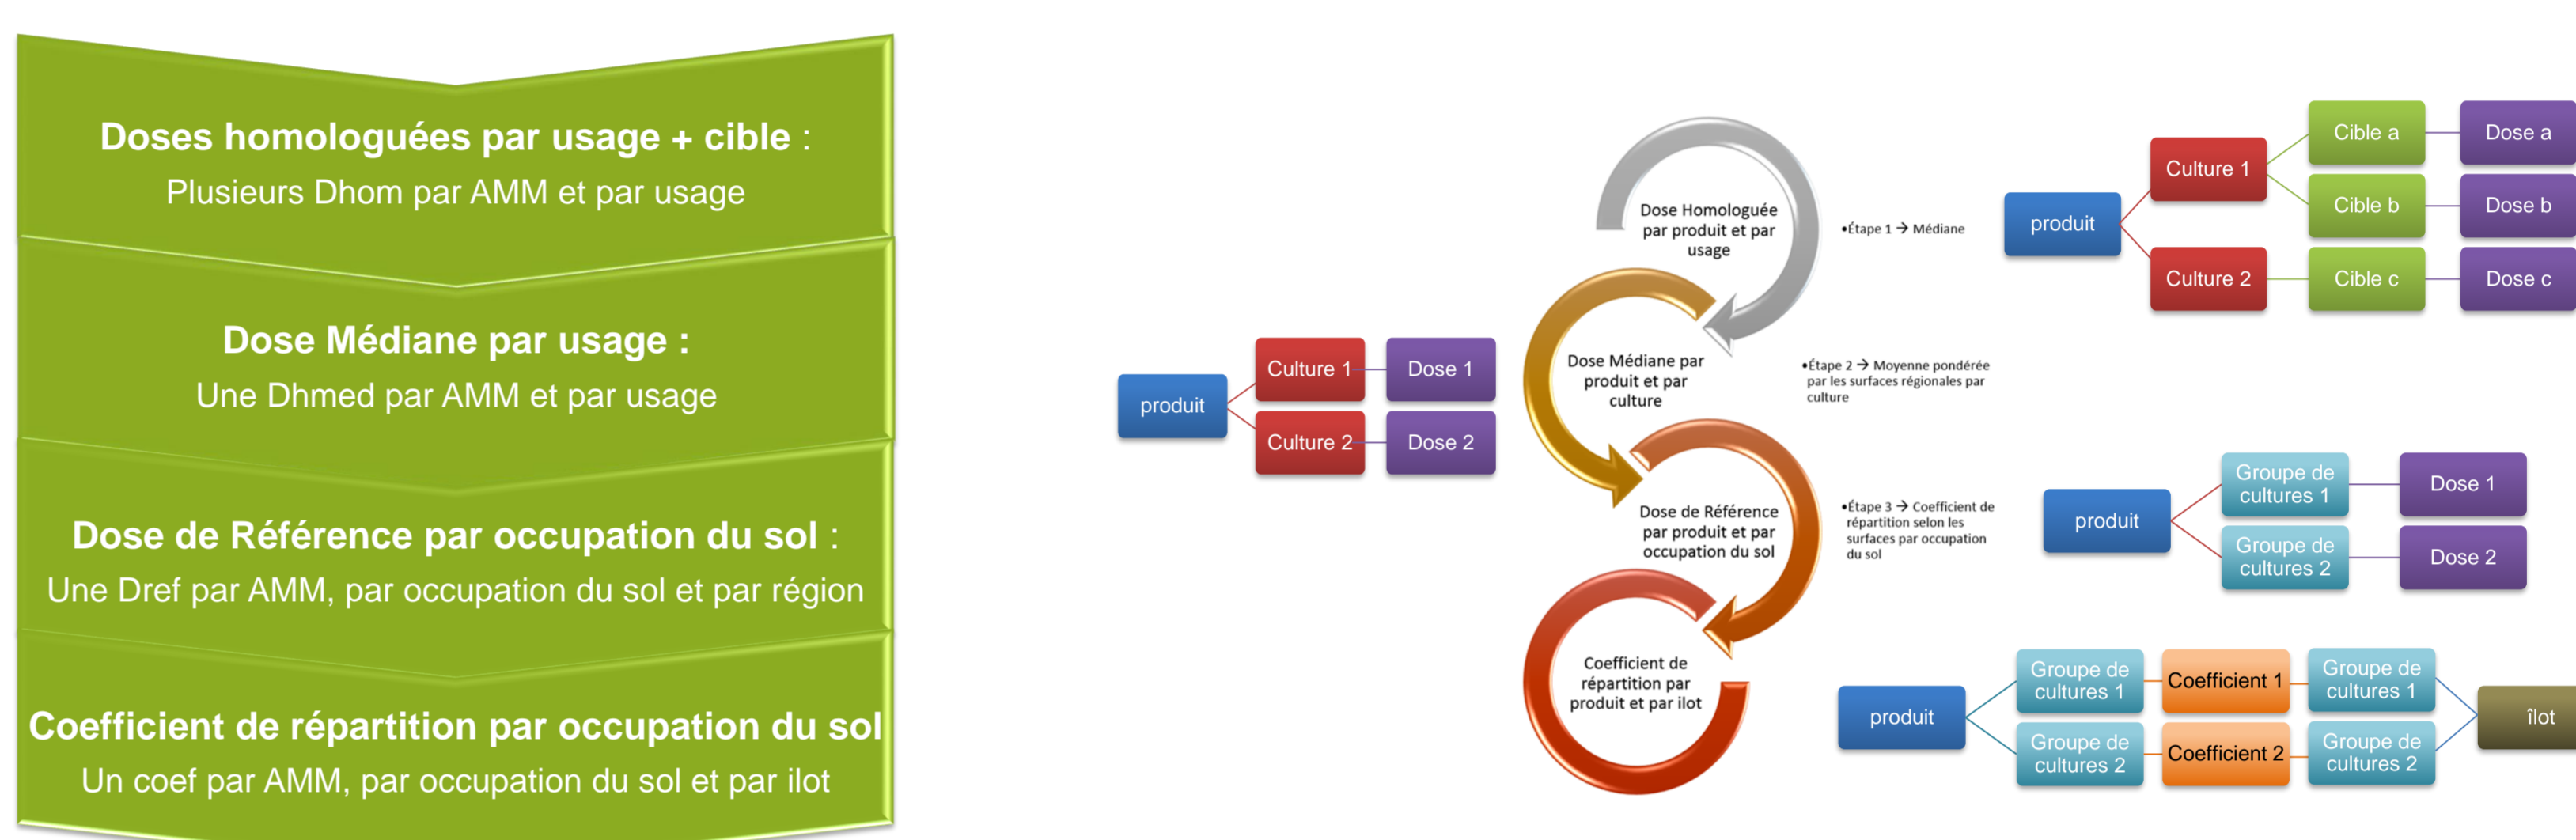 Doses homologuées par usage + cible :
Plusieurs Dhom par AMM et par usage
Dose Médiane par usage :
Une Dhmed par AMM et par usage
Dose de Référence par occupation du sol :
Une Dref par AMM, par occupation du sol et par région
Coefficient de répartition par occupation du sol
Un coef par AMM, par occupation du sol et par ilot
produit
Culture 1
Dose 1
Culture 2
Dose 2
Dose Homologuée
par produit et par
usage
•Étape 1 → Médiane
Dose Médiane par
produit et par
culture
•Étape 2 → Moyenne pondérée
par les surfaces régionales par
culture
Dose de Référence
par produit et par
occupation du sol
•Étape 3 → Coefficient de
répartition selon les
surfaces par occupation
du sol
Coefficient de
répartition par
produit et par ilot
produit
Culture 1
Cible a
Dose a
Cible b
Dose b
Culture 2
Cible c
Dose c
produit
Groupe de
cultures 1
Dose 1
Groupe de
cultures 2
Dose 2
produit
Groupe de
cultures 1
Coefficient 1
Groupe de
cultures 1
Groupe de
cultures 2
Coefficient 2
Groupe de
cultures 2
îlot